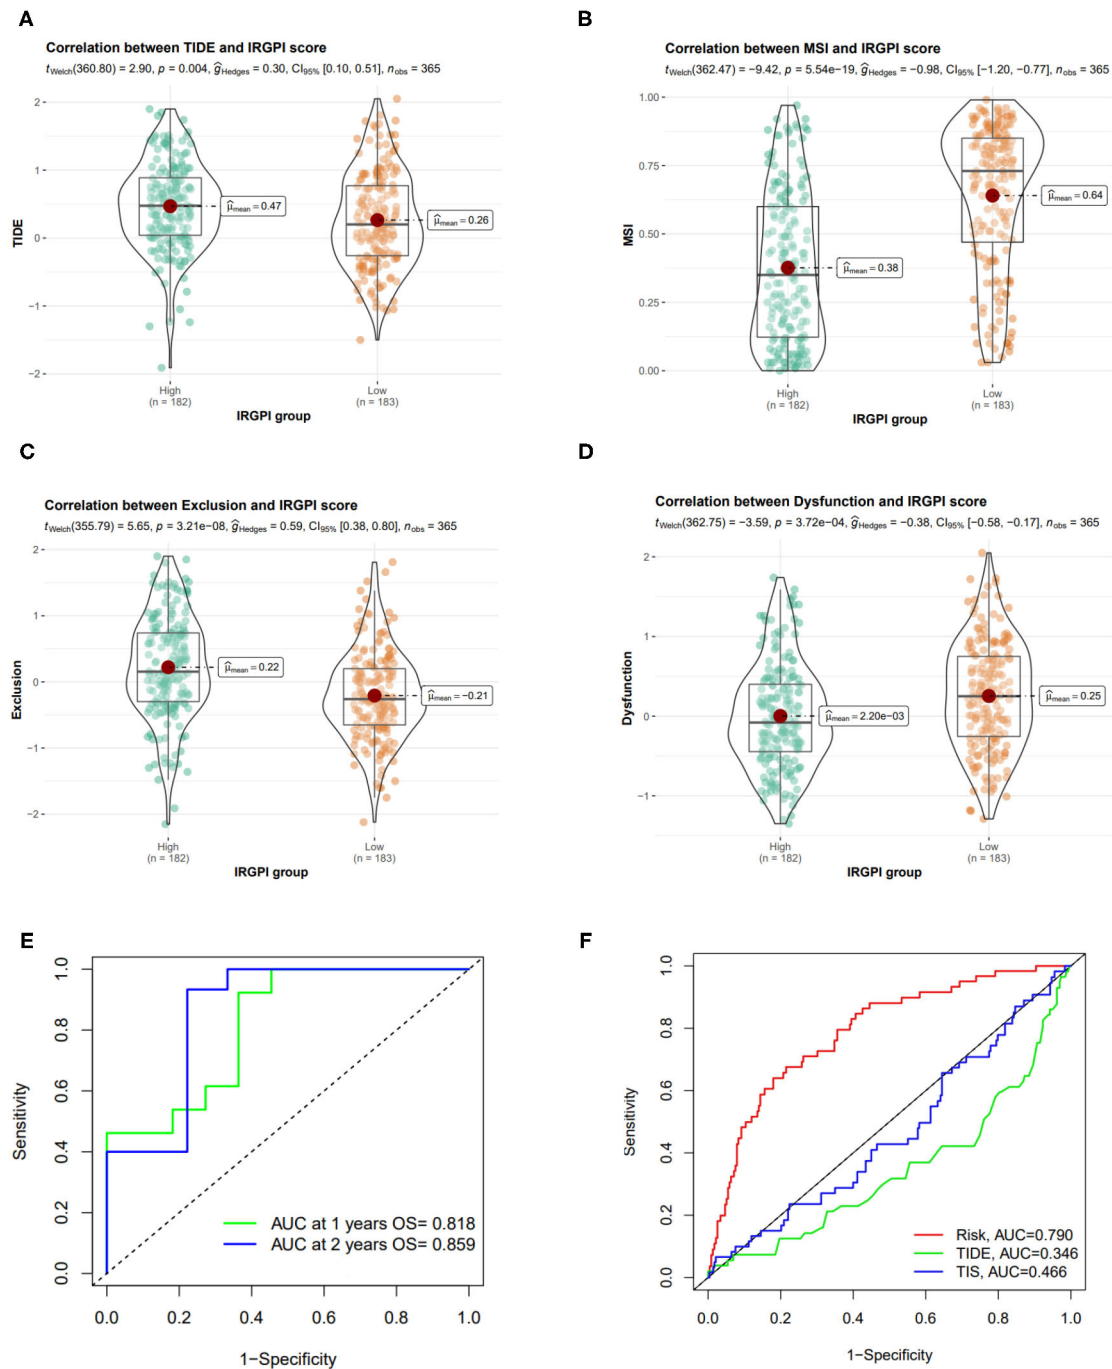 A
Correlation between TIDE and IRGPI score
t Welch(360.80) = 2.90, p = 0.004, ĝ Hedges = 0.30, CI95% [0.10, 0.51], n obs = 365
2
1
0
−1
−2
TIDE
μ̂ mean = 0.47
μ̂ mean = 0.26
High
(n = 182)
Low
(n = 183)
IRGPI group
B
Correlation between MSI and IRGPI score
t Welch(362.47) = −9.42, p = 5.54e−19, ĝ Hedges = −0.98, CI95% [−1.20, −0.77], n obs = 365
1.00
0.75
0.50
0.25
0.00
MSI
μ̂ mean = 0.38
μ̂ mean = 0.64
High
(n = 182)
Low
(n = 183)
IRGPI group
C
Correlation between Exclusion and IRGPI score
t Welch(355.79) = 5.65, p = 3.21e−08, ĝ Hedges = 0.59, CI95% [0.38, 0.80], n obs = 365
2
1
0
−1
−2
Exclusion
μ̂ mean = 0.22
μ̂ mean = −0.21
High
(n = 182)
Low
(n = 183)
IRGPI group
D
Correlation between Dysfunction and IRGPI score
t Welch(362.75) = −3.59, p = 3.72e−04, ĝ Hedges = −0.38, CI95% [−0.58, −0.17], n obs = 365
2
1
0
−1
Dysfunction
μ̂ mean = 2.20e−03
μ̂ mean = 0.25
High
(n = 182)
Low
(n = 183)
IRGPI group
E
1.0
0.8
0.6
0.4
0.2
0.0
Sensitivity
AUC at 1 years OS= 0.818
AUC at 2 years OS= 0.859
0.0 0.2 0.4 0.6 0.8 1.0
1−Specificity
F
1.0
0.8
0.6
0.4
0.2
0.0
Sensitivity
Risk, AUC=0.790
TIDE, AUC=0.346
TIS, AUC=0.466
0.0 0.2 0.4 0.6 0.8 1.0
1−Specificity